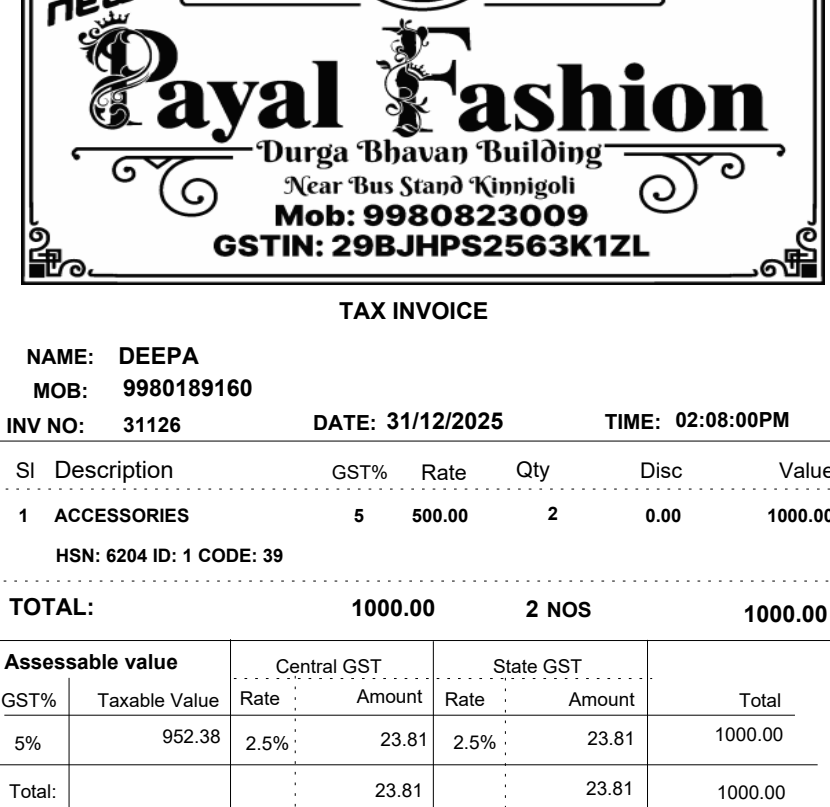 new
Payal Fashion
Durga Bhavan Building
Near Bus Stand Kinnigoli
Mob: 9980823009
GSTIN: 29BJHPS2563K1ZL
TAX INVOICE
NAME: DEEPA
MOB: 9980189160
INV NO: 31126 DATE: 31/12/2025 TIME: 02:08:00PM
Sl Description GST% Rate Qty Disc Value
1 ACCESSORIES 5 500.00 2 0.00 1000.00
HSN: 6204 ID: 1 CODE: 39
TOTAL: 1000.00 2 NOS 1000.00
Assessable value Central GST State GST
GST% Taxable Value Rate Amount Rate Amount Total
5% 952.38 2.5% 23.81 2.5% 23.81 1000.00
Total: 23.81 23.81 1000.00